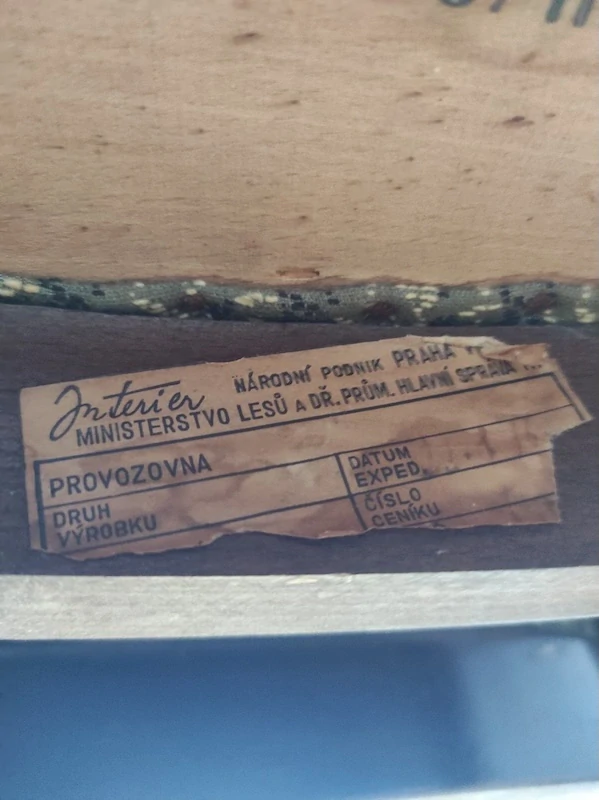 Interier NÁRODNÍ PODNIK PRAHA
MINISTERSTVO LESŮ A DŘ. PRŮM. HLAVNÍ SPRÁVA
PROVOZOVNA
DATUM
EXPED.
DRUH
VÝROBKU
ČÍSLO
CENÍKU